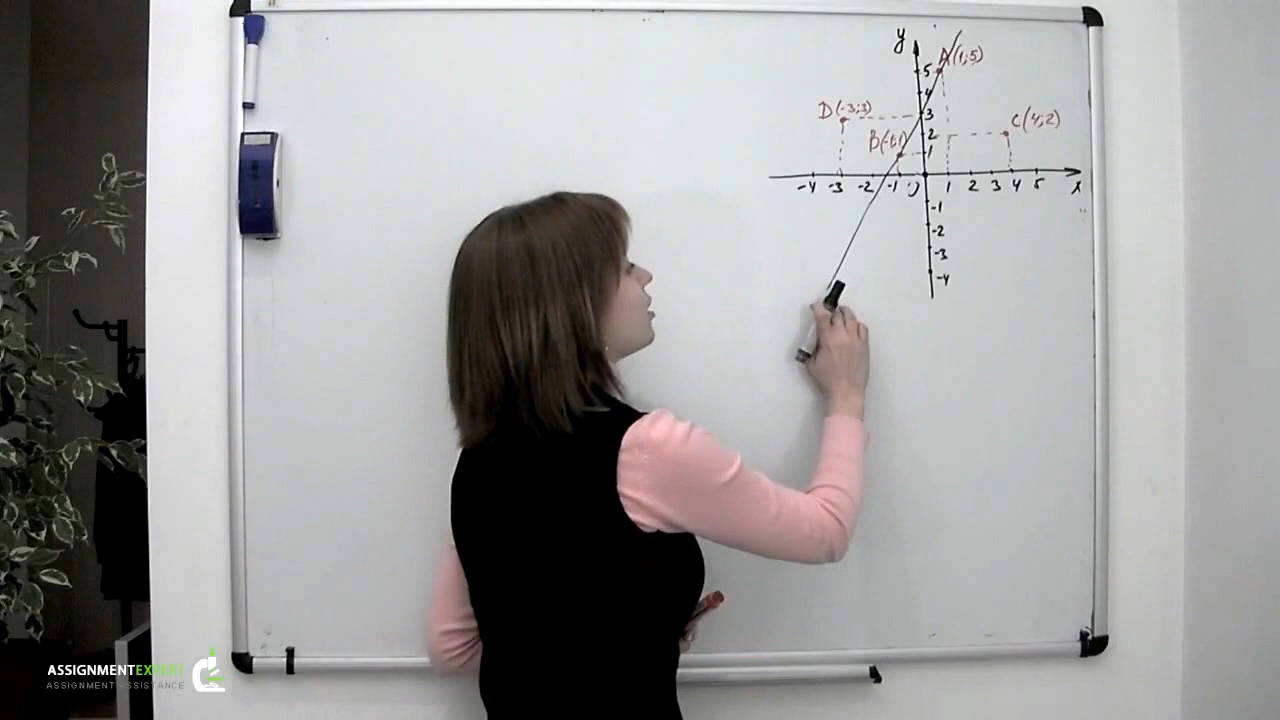 y
A(1;5)
5
4
D(-3;3)
3
C(4;2)
2
B(-1;1)
1
-4 -3 -2 -1 0 1 2 3 4 5 x
-1
-2
-3
-4
ASSIGNMENTEXPERT
ASSIGNMENT ASSISTANCE